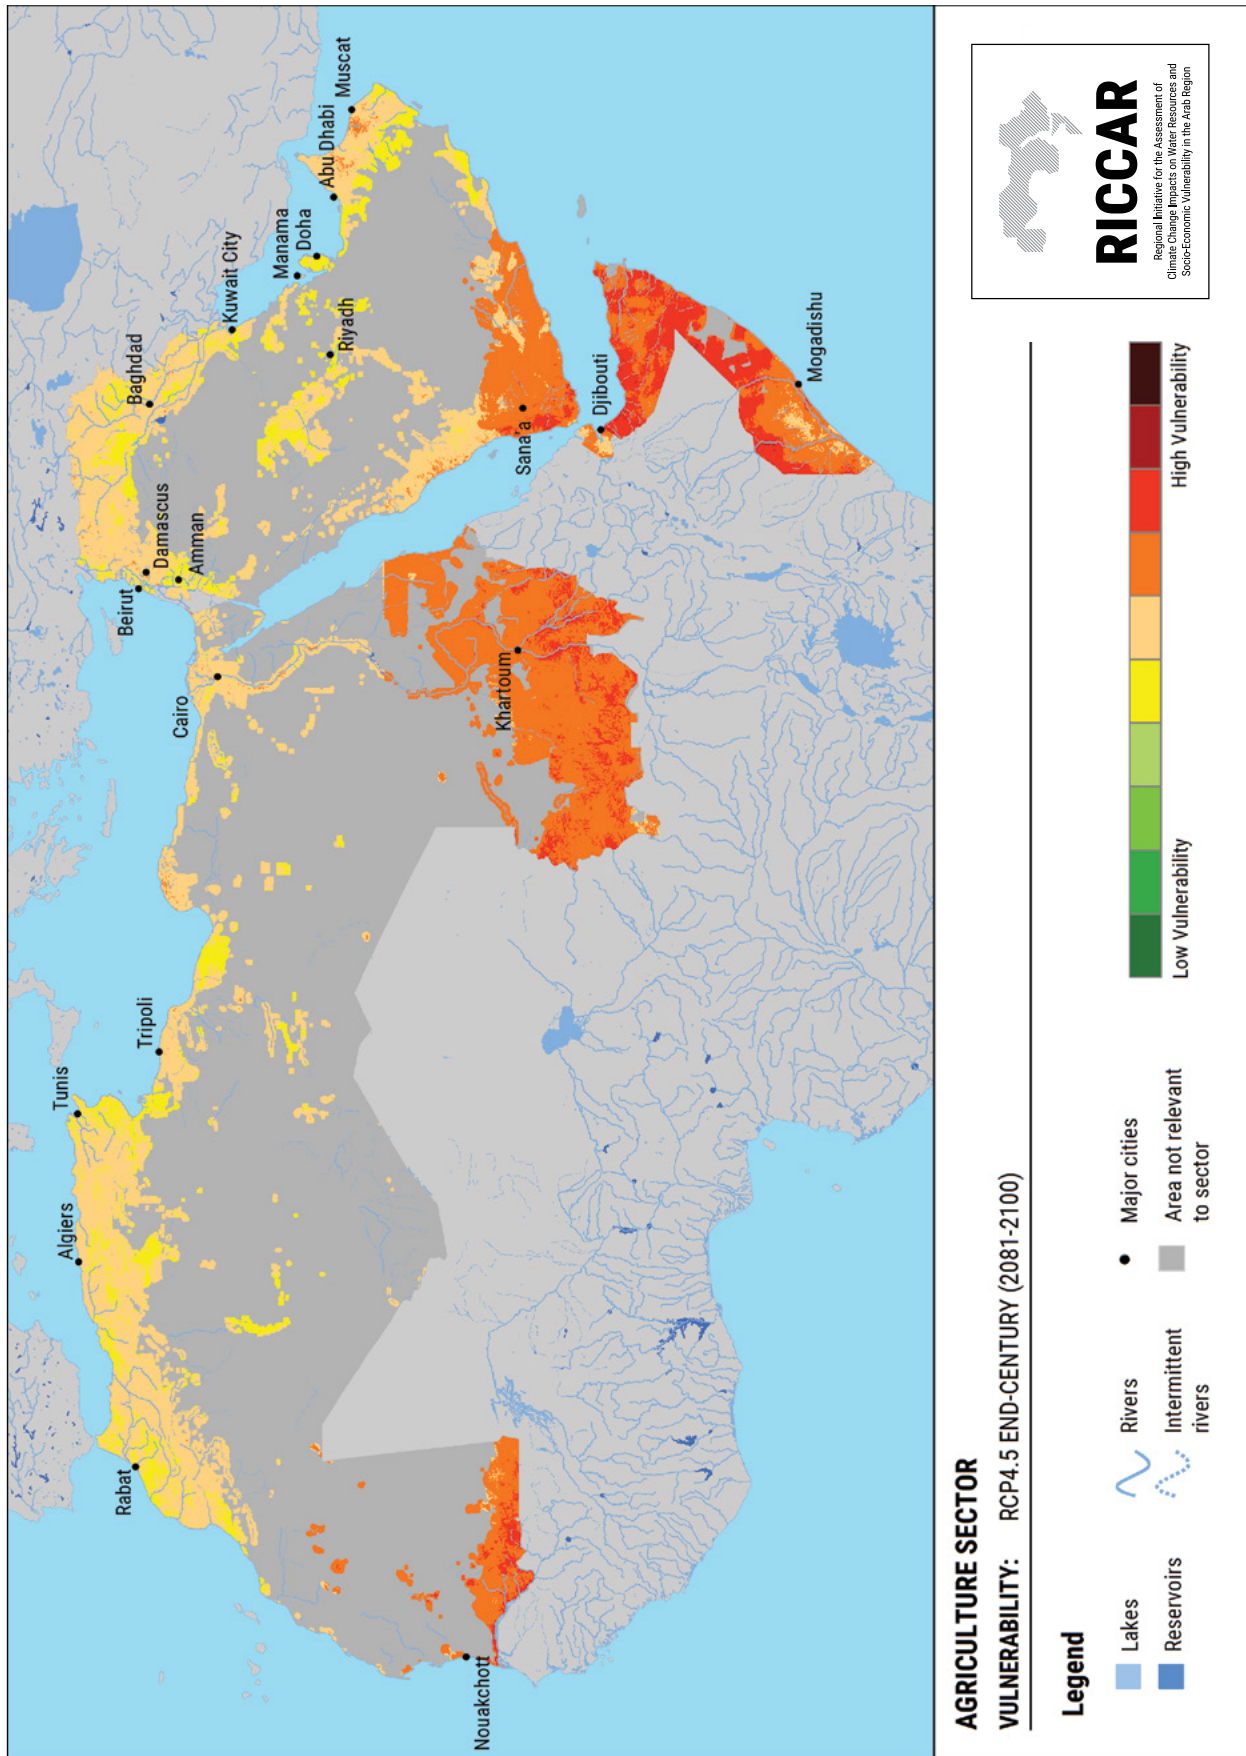 Muscat
Abu Dhabi
Manama
Doha
Kuwait City
Riyadh
Baghdad
Damascus
Amman
Beirut
Cairo
Sana'a
Djibouti
Mogadishu
Khartoum
Tripoli
Tunis
Algiers
Rabat
Nouakchott
AGRICULTURE SECTOR
VULNERABILITY: RCP4.5 END-CENTURY (2081-2100)
Legend
Lakes
Reservoirs
Rivers
Intermittent
rivers
Major cities
Area not relevant
to sector
Low Vulnerability
High Vulnerability
RICCAR
Regional Initiative for the Assessment of
Climate Change Impacts on Water Resources and
Socio-Economic Vulnerability in the Arab Region